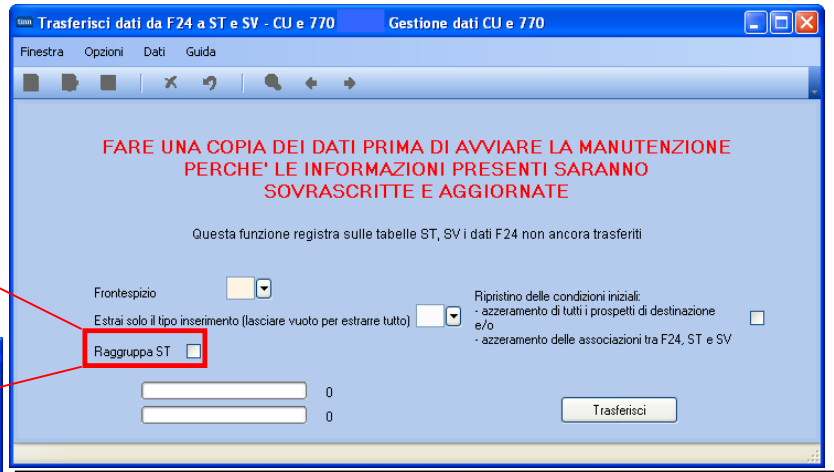 tinn Trasferisci dati da F24 a ST e SV - CU e 770 Gestione dati CU e 770
Finestra Opzioni Dati Guida
FARE UNA COPIA DEI DATI PRIMA DI AVVIARE LA MANUTENZIONE
PERCHE' LE INFORMAZIONI PRESENTI SARANNO
SOVRASCRITTE E AGGIORNATE
Questa funzione registra sulle tabelle ST, SV i dati F24 non ancora trasferiti
Frontespizio
Estrai solo il tipo inserimento (lasciare vuoto per estrarre tutto)
Raggruppa ST
Ripristino delle condizioni iniziali:
- azzeramento di tutti i prospetti di destinazione
e/o
- azzeramento delle associazioni tra F24, ST e SV
0
0
Trasferisci